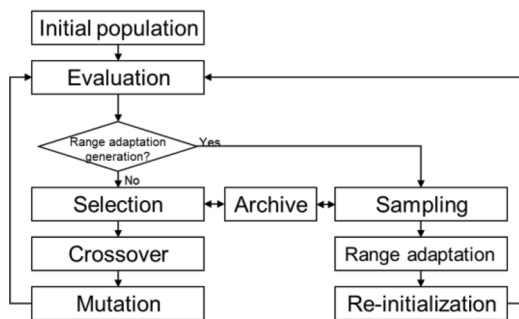 Initial population
Evaluation
Range adaptation
generation?
Yes
No
Selection
Archive
Sampling
Crossover
Range adaptation
Mutation
Re-initialization